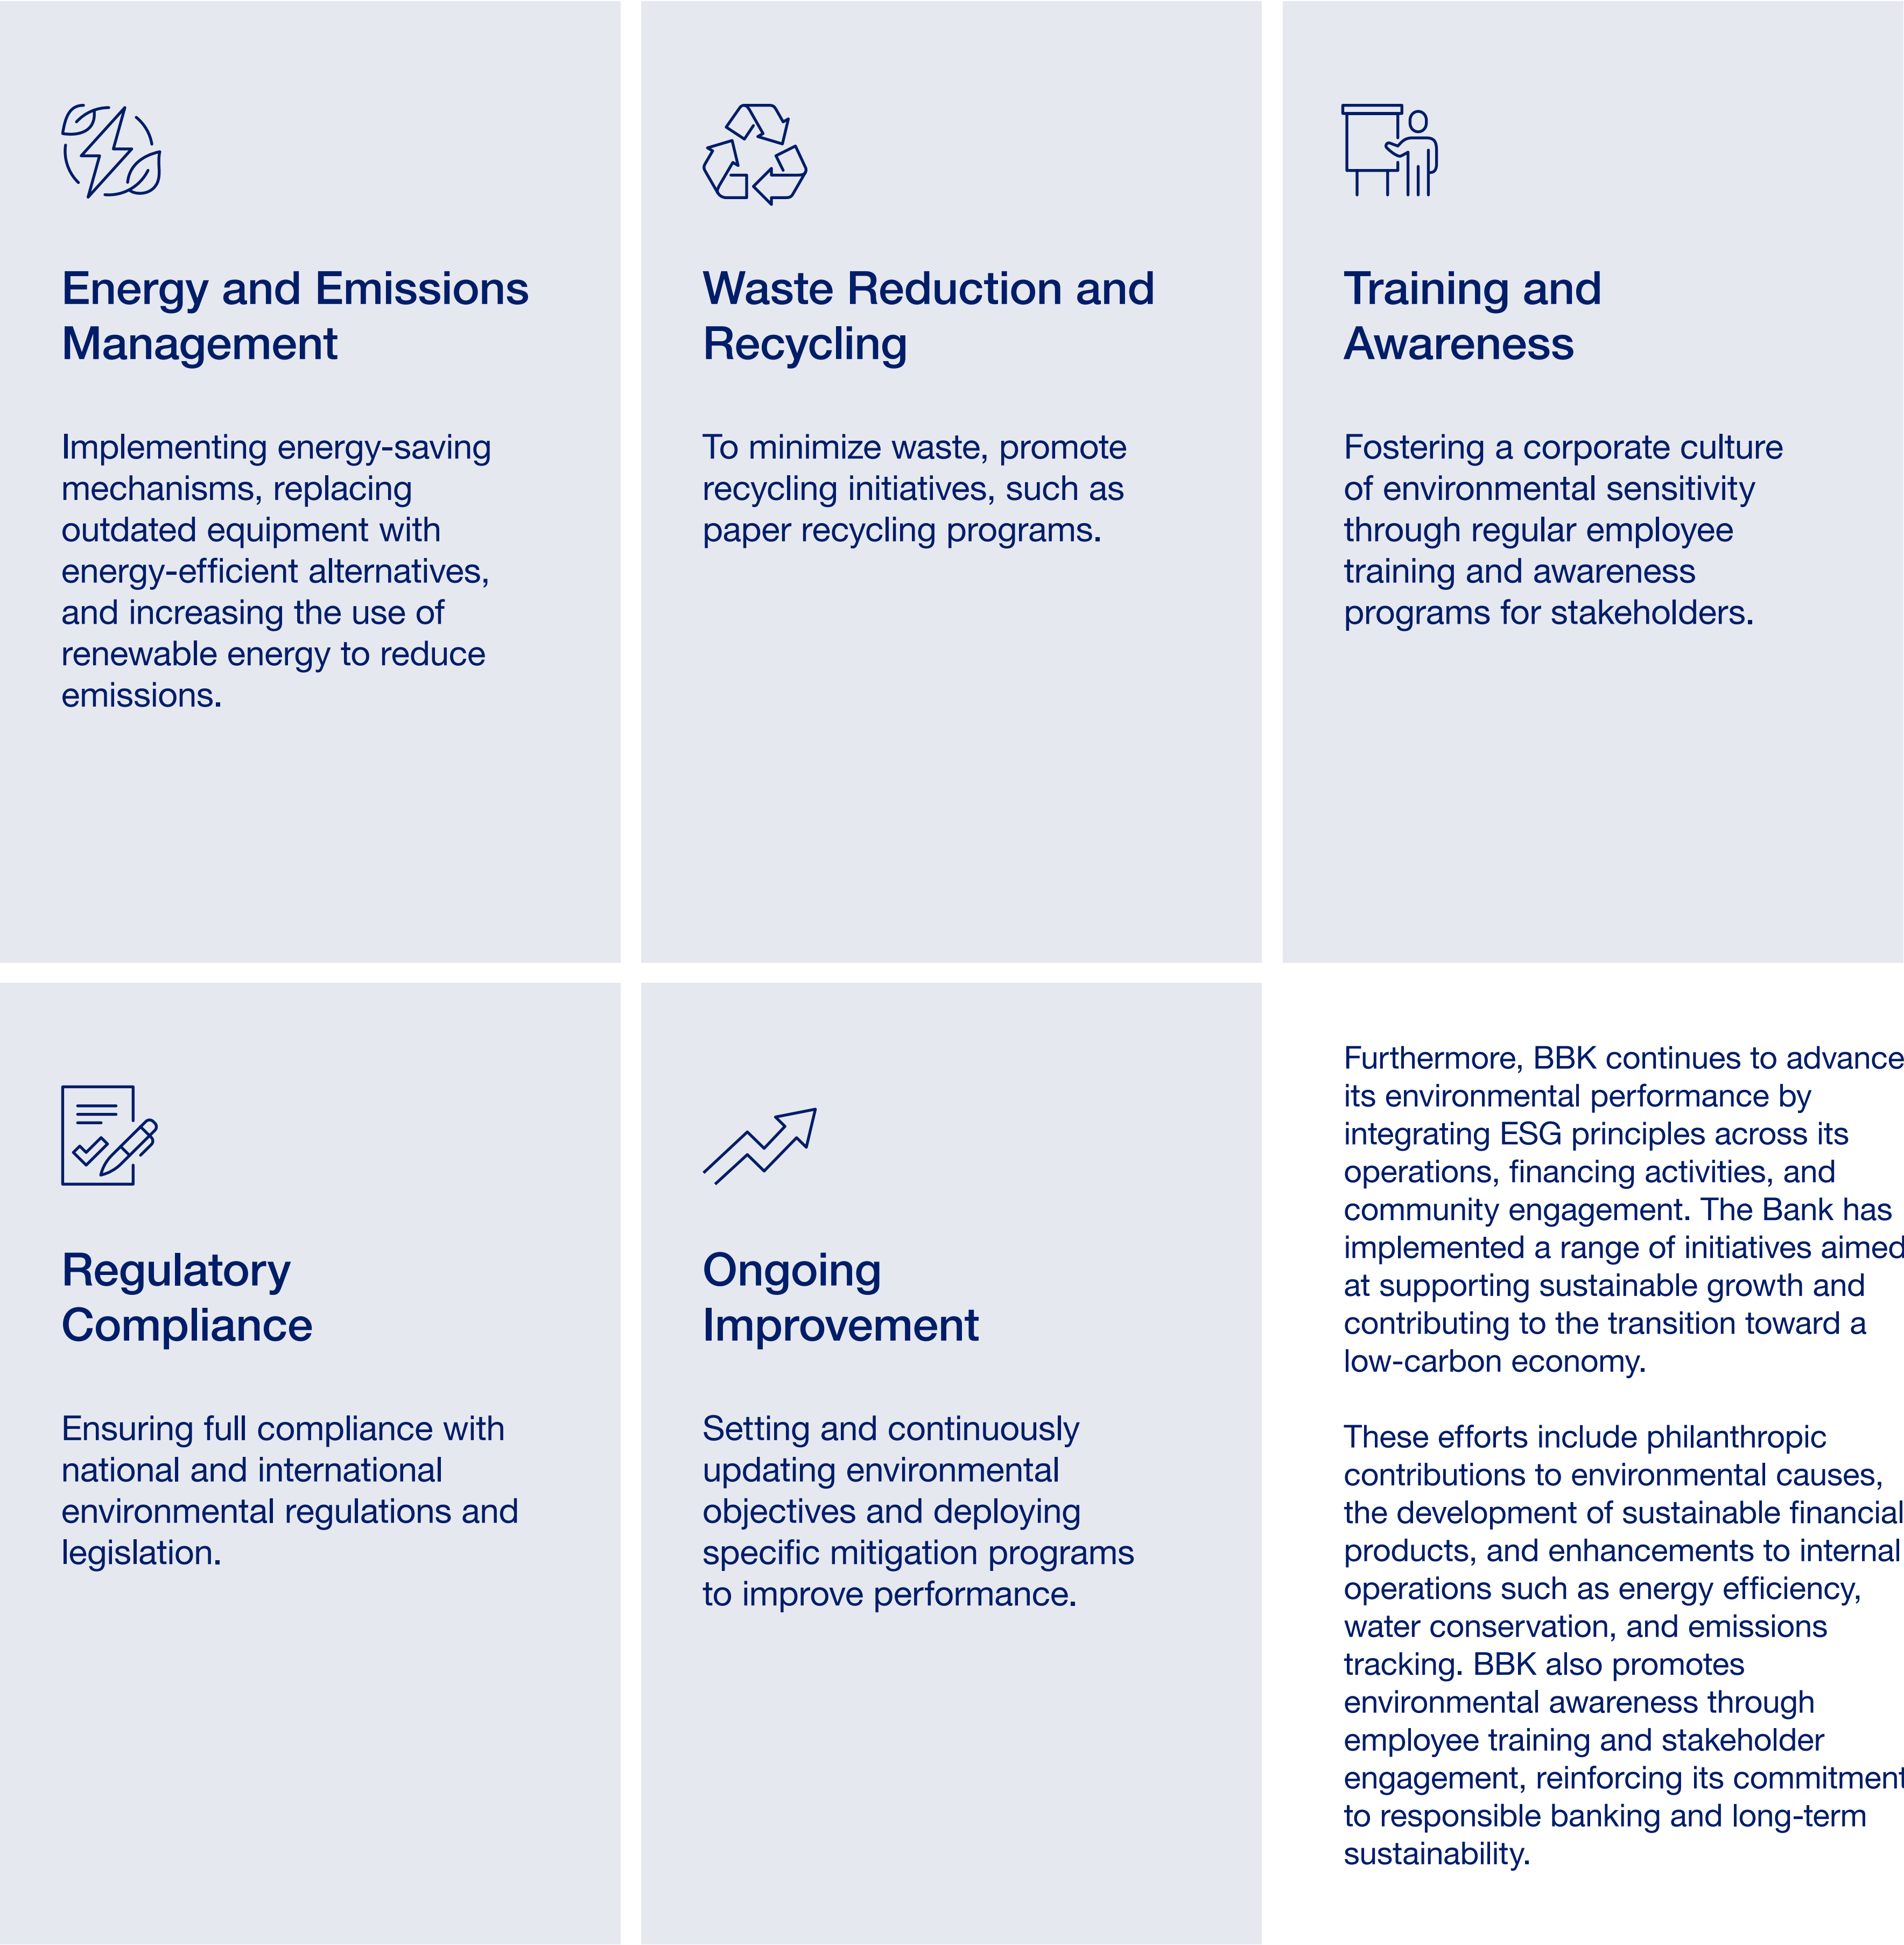 Energy and Emissions
Management
Implementing energy-saving
mechanisms, replacing
outdated equipment with
energy-efficient alternatives,
and increasing the use of
renewable energy to reduce
emissions.
Waste Reduction and
Recycling
To minimize waste, promote
recycling initiatives, such as
paper recycling programs.
Training and
Awareness
Fostering a corporate culture
of environmental sensitivity
through regular employee
training and awareness
programs for stakeholders.
Regulatory
Compliance
Ensuring full compliance with
national and international
environmental regulations and
legislation.
Ongoing
Improvement
Setting and continuously
updating environmental
objectives and deploying
specific mitigation programs
to improve performance.
Furthermore, BBK continues to advance
its environmental performance by
integrating ESG principles across its
operations, financing activities, and
community engagement. The Bank has
implemented a range of initiatives aimed
at supporting sustainable growth and
contributing to the transition toward a
low-carbon economy.
These efforts include philanthropic
contributions to environmental causes,
the development of sustainable financial
products, and enhancements to internal
operations such as energy efficiency,
water conservation, and emissions
tracking. BBK also promotes
environmental awareness through
employee training and stakeholder
engagement, reinforcing its commitment
to responsible banking and long-term
sustainability.